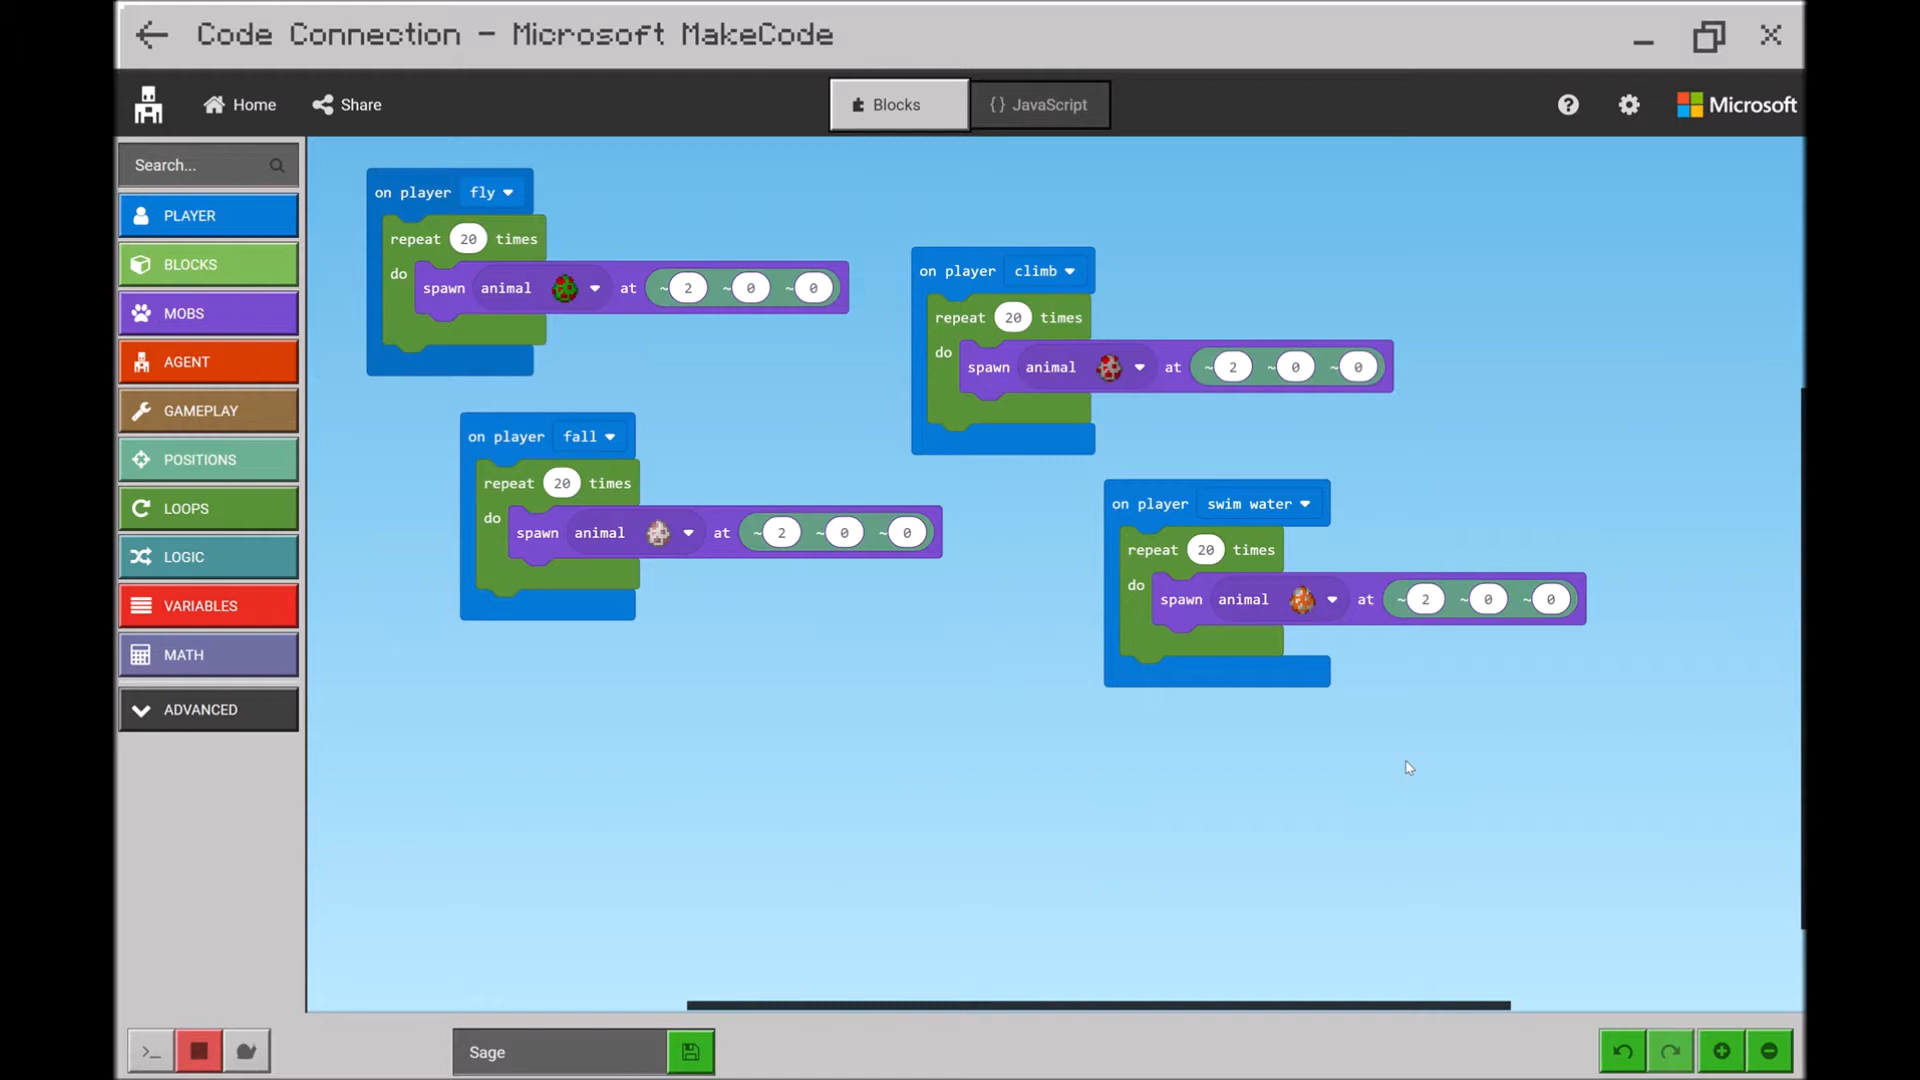 Code Connection - Microsoft MakeCode
Home
Share
Blocks
{} JavaScript
?
Microsoft
Search...
PLAYER
BLOCKS
MOBS
AGENT
GAMEPLAY
POSITIONS
LOOPS
LOGIC
VARIABLES
MATH
ADVANCED
on player fly
repeat 20 times
do spawn animal at ~2 ~0 ~0
on player climb
repeat 20 times
do spawn animal at ~2 ~0 ~0
on player fall
repeat 20 times
do spawn animal at ~2 ~0 ~0
on player swim water
repeat 20 times
do spawn animal at ~2 ~0 ~0
>_
Sage